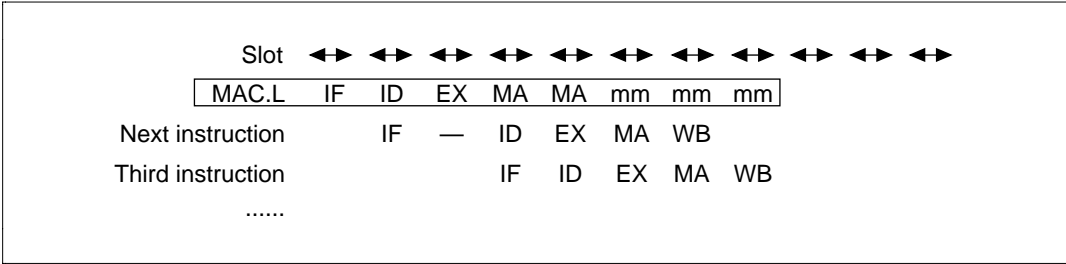 Slot
MAC.L IF ID EX MA MA mm mm mm
Next instruction IF — ID EX MA WB
Third instruction IF ID EX MA WB
......